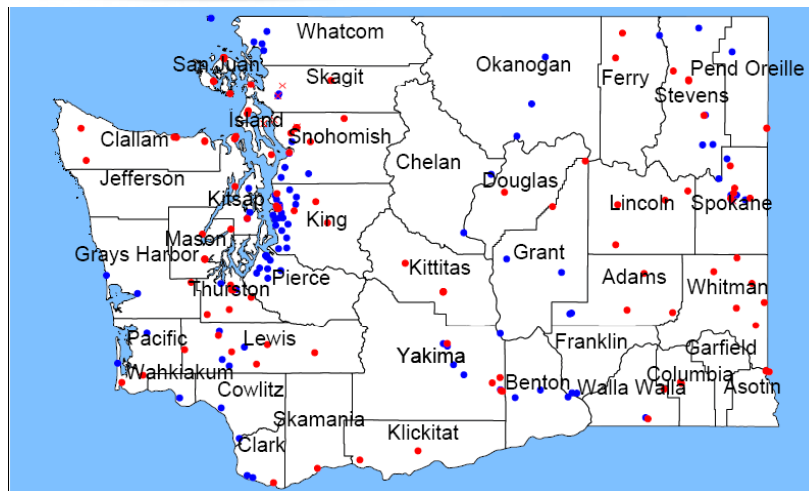 Whatcom
San Juan
Skagit
Okanogan
Ferry
Pend Oreille
Stevens
Island
Snohomish
Clallam
Chelan
Jefferson
Douglas
Kitsap
King
Lincoln
Spokane
Mason
Grays Harbor
Grant
Kittitas
Adams
Thurston
Pierce
Whitman
Pacific
Lewis
Franklin
Garfield
Yakima
Wahkiakum
Benton
Walla Walla
Columbia
Asotin
Cowlitz
Skamania
Klickitat
Clark